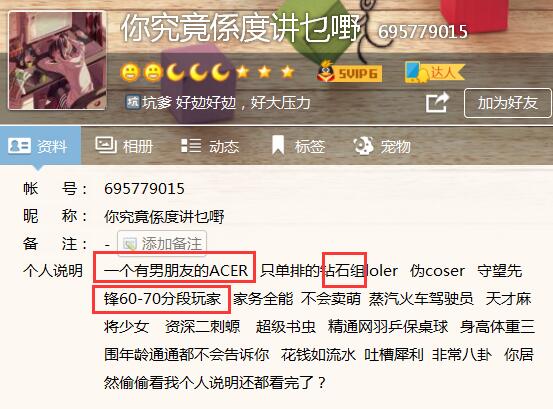 你究竟係度讲乜嘢 695779015
SVIP6 达人
坑 坑爹 好攰好攰，好大压力
加为好友
资料 相册 动态 标签 宠物
帐 号： 695779015
昵 称： 你究竟係度讲乜嘢
备 注： - 添加备注
个人说明 一个有男朋友的ACER 只单排的钻石组loler 伪coser 守望先
锋60-70分段玩家 家务全能 不会卖萌 蒸汽火车驾驶员 天才麻
将少女 资深二刺螈 超级书虫 精通网羽乒保桌球 身高体重三
围年龄通通都不会告诉你 花钱如流水 吐槽犀利 非常八卦 你居
然偷偷看我个人说明还都看完了？